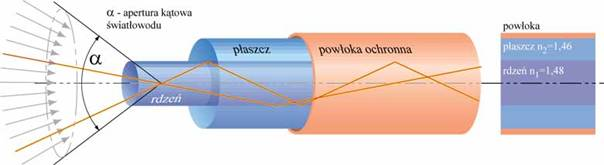 α - apertura kątowa
światłowodu
α
rdzeń
płaszcz
powłoka ochronna
powłoka
płaszcz n₂=1,46
rdzeń n₁=1,48